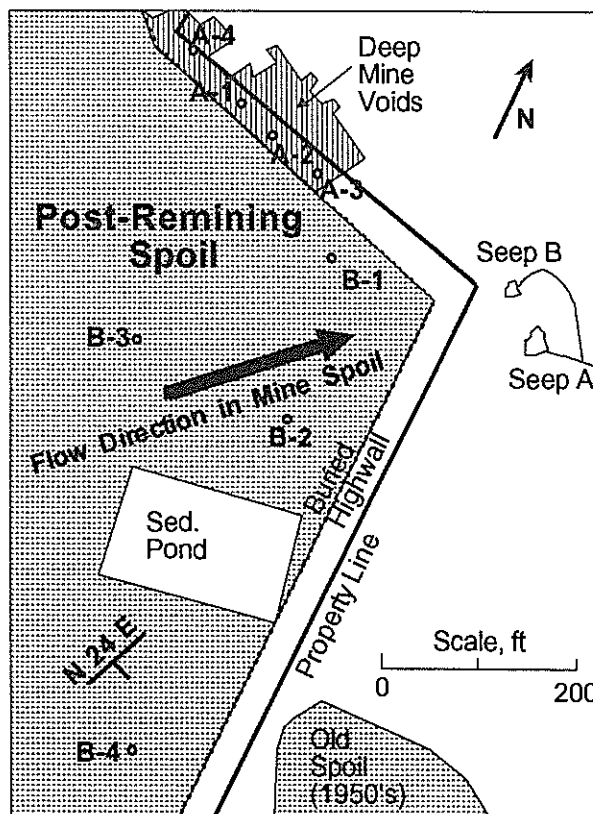 A-4
Deep
Mine
Voids
A-1
N
A-2
A-3
Post-Remining
Spoil
Seep B
B-1
B-3
Seep A
Flow Direction in Mine Spoil
B-2
Buried
Highwall
Sed.
Pond
Property Line
N 24 E
Scale, ft
0
200
B-4
Old
Spoil
(1950's)